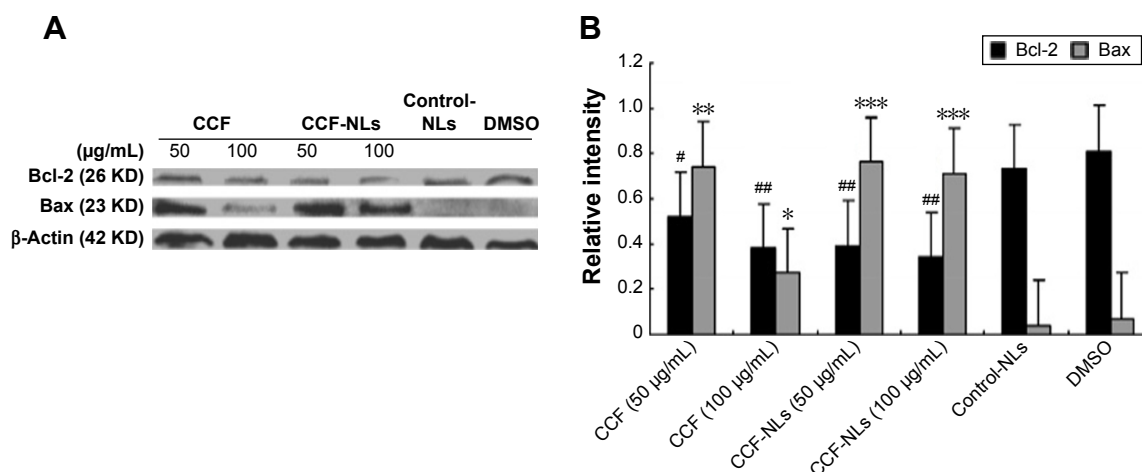 A
Control-
CCF CCF-NLs NLs DMSO
(µg/mL) 50 100 50 100
Bcl-2 (26 KD)
Bax (23 KD)
β-Actin (42 KD)
B
Bcl-2 Bax
Relative intensity
1.2
1.0
0.8
0.6
0.4
0.2
0
# ** ## * ## *** ## ***
CCF (50 µg/mL)
CCF (100 µg/mL)
CCF-NLs (50 µg/mL)
CCF-NLs (100 µg/mL)
Control-NLs
DMSO